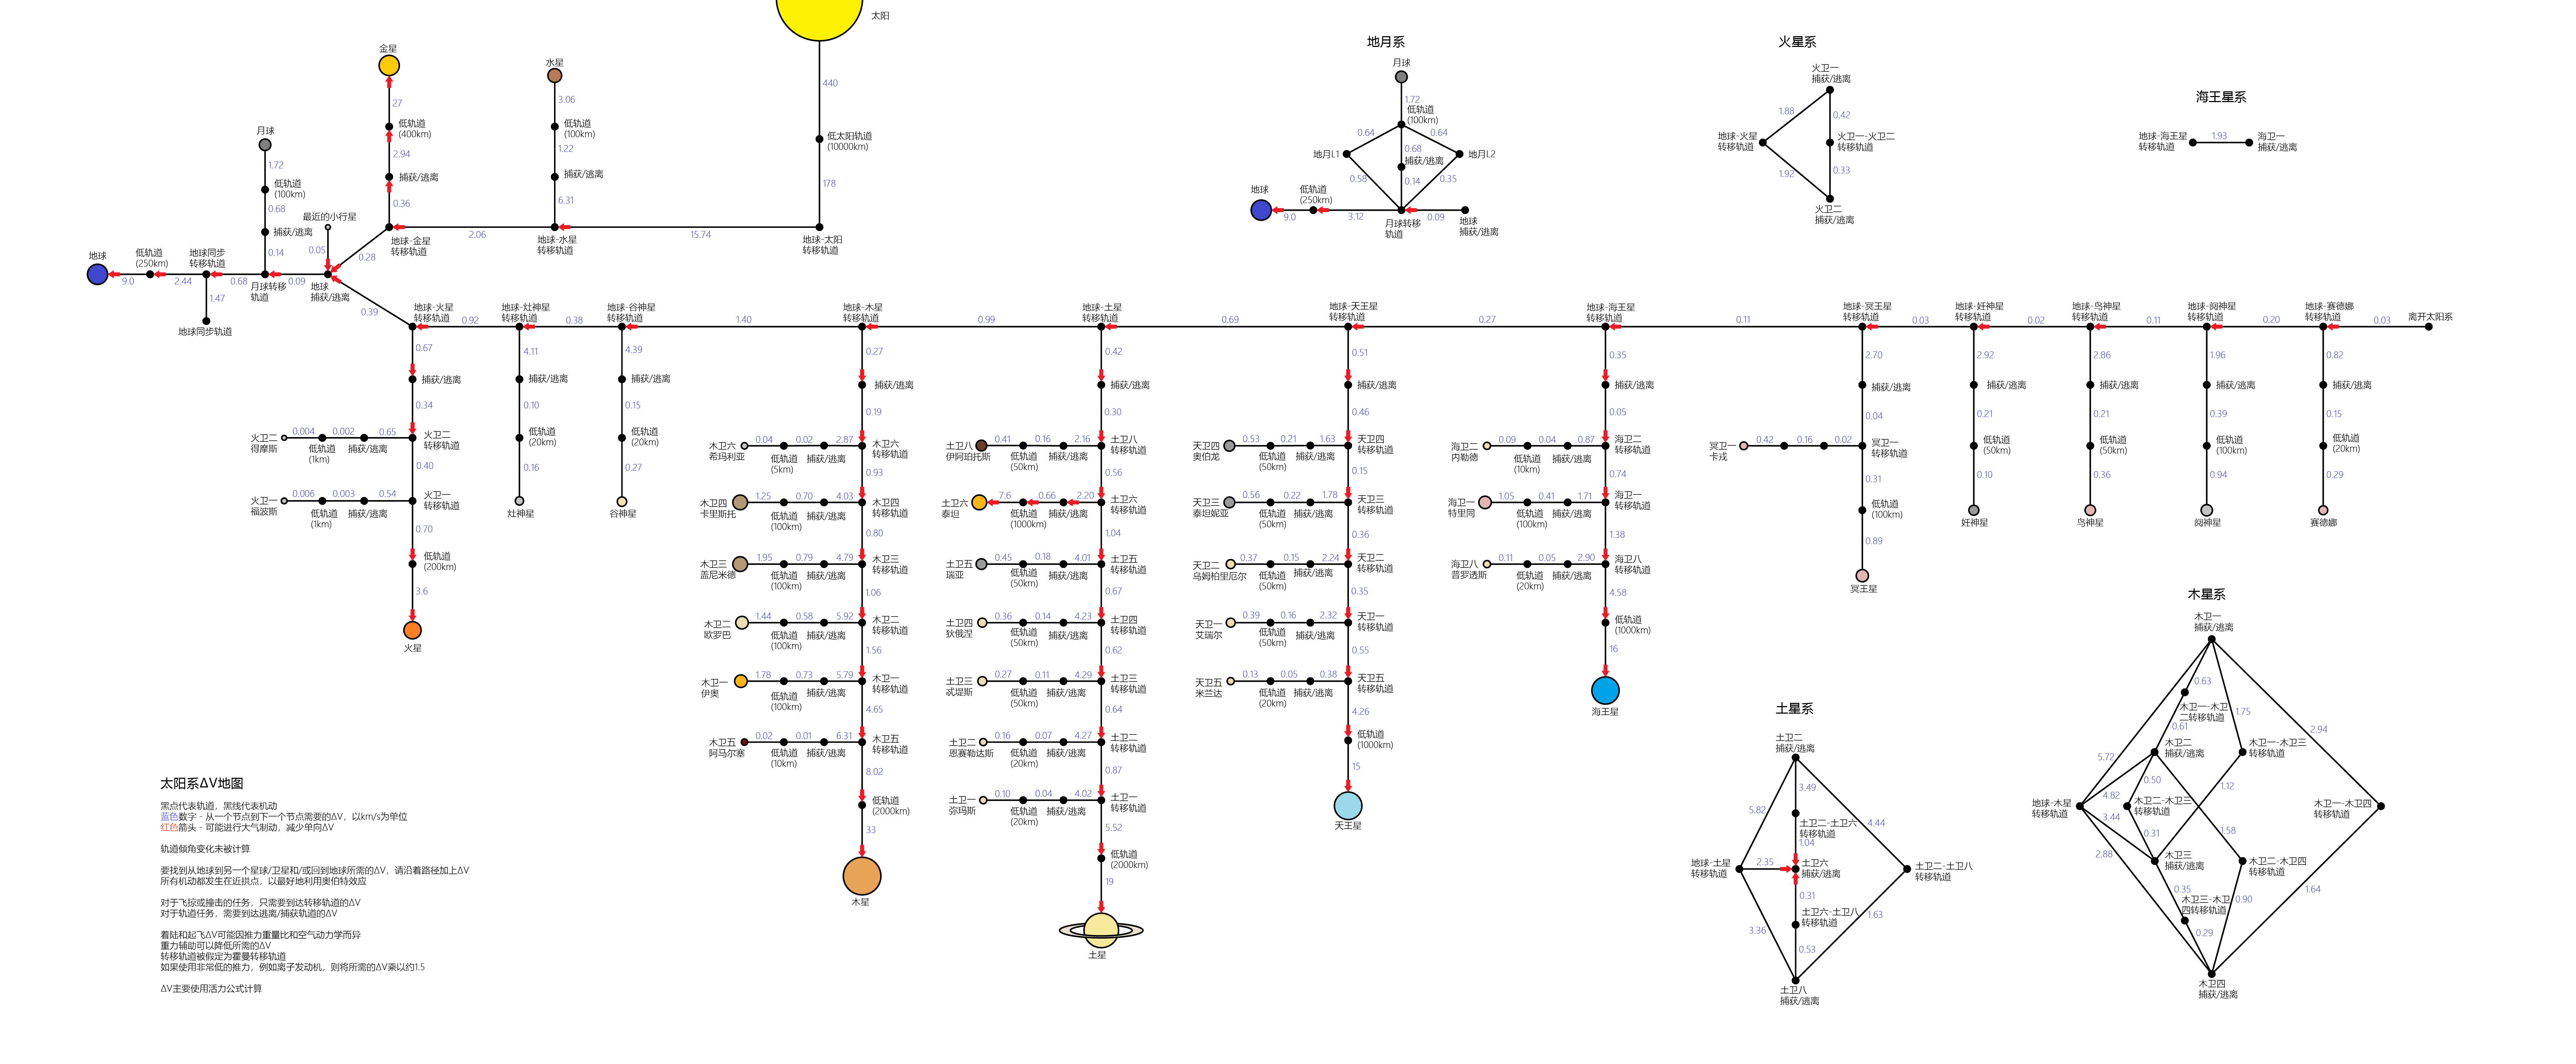 太阳
440
低太阳轨道
(10000km)
178
地球-太阳
转移轨道
15.74
水星
3.06
低轨道
(100km)
1.22
捕获/逃离
6.31
地球-水星
转移轨道
2.06
金星
27
低轨道
(400km)
2.94
捕获/逃离
0.36
地球-金星
转移轨道
0.28
月球
1.72
低轨道
(100km)
0.68
捕获/逃离
0.14
最近的小行星
0.05
地球
9.0
低轨道
(250km)
2.44
地球同步
转移轨道
0.68
1.47
地球同步轨道
月球转移
轨道
0.09
地球
捕获/逃离
0.39
地月系
月球
1.72
低轨道
(100km)
0.64
0.64
0.68
地月L1
捕获/逃离
地月L2
0.58
0.14
0.35
地球
9.0
低轨道
(250km)
3.12
月球转移
轨道
0.09
地球
捕获/逃离
火星系
火卫一
捕获/逃离
1.88
0.42
地球-火星
转移轨道
火卫一-火卫二
转移轨道
1.92
0.33
火卫二
捕获/逃离
海王星系
地球-海王星
转移轨道
1.93
海卫一
捕获/逃离
地球-火星
转移轨道
0.92
地球-灶神星
转移轨道
0.38
地球-谷神星
转移轨道
1.40
地球-木星
转移轨道
0.99
地球-土星
转移轨道
0.69
地球-天王星
转移轨道
0.27
地球-海王星
转移轨道
0.11
地球-冥王星
转移轨道
0.03
地球-妊神星
转移轨道
0.02
地球-鸟神星
转移轨道
0.11
地球-阋神星
转移轨道
0.20
地球-赛德娜
转移轨道
0.03
离开太阳系
0.67
捕获/逃离
0.34
火卫二
得摩斯
0.004
低轨道
(1km)
0.002
捕获/逃离
0.65
火卫二
转移轨道
0.40
火卫一
福波斯
0.006
低轨道
(1km)
0.003
捕获/逃离
0.54
火卫一
转移轨道
0.70
低轨道
(200km)
3.6
火星
4.11
捕获/逃离
0.10
低轨道
(20km)
0.16
灶神星
4.39
捕获/逃离
0.15
低轨道
(20km)
0.27
谷神星
0.27
捕获/逃离
0.19
木卫六
希玛利亚
0.04
低轨道
(5km)
0.02
捕获/逃离
2.87
木卫六
转移轨道
0.93
木卫四
卡里斯托
1.25
低轨道
(100km)
0.70
捕获/逃离
4.03
木卫四
转移轨道
0.80
木卫三
盖尼米德
1.95
低轨道
(100km)
0.79
捕获/逃离
4.79
木卫三
转移轨道
1.06
木卫二
欧罗巴
1.44
低轨道
(100km)
0.58
捕获/逃离
5.92
木卫二
转移轨道
1.56
木卫一
伊奥
1.78
低轨道
(100km)
0.73
捕获/逃离
5.79
木卫一
转移轨道
4.65
木卫五
阿马尔塞
0.02
低轨道
(10km)
0.01
捕获/逃离
6.31
木卫五
转移轨道
8.02
低轨道
(2000km)
33
木星
0.42
捕获/逃离
0.30
土卫八
伊阿珀托斯
0.41
低轨道
(50km)
0.16
捕获/逃离
2.16
土卫八
转移轨道
0.56
土卫六
泰坦
7.6
低轨道
(1000km)
0.66
捕获/逃离
2.20
土卫六
转移轨道
1.04
土卫五
瑞亚
0.45
低轨道
(50km)
0.18
捕获/逃离
4.01
土卫五
转移轨道
0.67
土卫四
狄俄涅
0.36
低轨道
(50km)
0.14
捕获/逃离
4.23
土卫四
转移轨道
0.62
土卫三
忒堤斯
0.27
低轨道
(50km)
0.11
捕获/逃离
4.29
土卫三
转移轨道
0.64
土卫二
恩赛勒达斯
0.16
低轨道
(20km)
0.07
捕获/逃离
4.27
土卫二
转移轨道
0.87
土卫一
弥玛斯
0.10
低轨道
(20km)
0.04
捕获/逃离
4.02
土卫一
转移轨道
5.52
低轨道
(2000km)
19
土星
0.51
捕获/逃离
0.46
天卫四
奥伯龙
0.53
低轨道
(50km)
0.21
捕获/逃离
1.63
天卫四
转移轨道
0.15
天卫三
泰坦妮亚
0.56
低轨道
(50km)
0.22
捕获/逃离
1.78
天卫三
转移轨道
0.36
天卫二
乌姆柏里厄尔
0.37
低轨道
(50km)
0.15
捕获/逃离
2.24
天卫二
转移轨道
0.35
天卫一
艾瑞尔
0.39
低轨道
(50km)
0.16
捕获/逃离
2.32
天卫一
转移轨道
0.55
天卫五
米兰达
0.13
低轨道
(20km)
0.05
捕获/逃离
0.38
天卫五
转移轨道
4.26
低轨道
(1000km)
15
天王星
0.35
捕获/逃离
0.05
海卫二
内勒德
0.09
低轨道
(10km)
0.04
捕获/逃离
0.87
海卫二
转移轨道
0.74
海卫一
特里同
1.05
低轨道
(100km)
0.41
捕获/逃离
1.71
海卫一
转移轨道
1.38
海卫八
普罗透斯
0.11
低轨道
(20km)
0.05
捕获/逃离
2.90
海卫八
转移轨道
4.58
低轨道
(1000km)
16
海王星
2.70
捕获/逃离
0.04
冥卫一
卡戎
0.42
0.16
0.02
冥卫一
转移轨道
0.31
低轨道
(100km)
0.89
冥王星
2.92
捕获/逃离
0.21
低轨道
(50km)
0.10
妊神星
2.86
捕获/逃离
0.21
低轨道
(50km)
0.36
鸟神星
1.96
捕获/逃离
0.39
低轨道
(100km)
0.94
阋神星
0.82
捕获/逃离
0.15
低轨道
(20km)
0.29
赛德娜
土星系
土卫二
捕获/逃离
3.49
5.82
土卫二-土卫六
转移轨道
4.44
1.04
地球-土星
转移轨道
2.35
土卫六
捕获/逃离
土卫二-土卫八
转移轨道
0.31
土卫六-土卫八
转移轨道
1.63
3.36
0.53
土卫八
捕获/逃离
木星系
木卫一
捕获/逃离
0.63
木卫一-木卫
二转移轨道
1.75
2.94
0.61
5.72
木卫二
捕获/逃离
木卫一-木卫三
转移轨道
0.50
1.12
4.82
地球-木星
转移轨道
木卫二-木卫三
转移轨道
木卫一-木卫四
转移轨道
3.44
0.31
1.58
2.88
木卫三
捕获/逃离
木卫二-木卫四
转移轨道
0.35
木卫三-木卫
四转移轨道
0.90
1.64
0.29
木卫四
捕获/逃离
太阳系ΔV地图
黑点代表轨道，黑线代表机动
蓝色数字 - 从一个节点到下一个节点需要的ΔV，以km/s为单位
红色箭头 - 可能进行大气制动，减少单向ΔV
轨道倾角变化未被计算
要找到从地球到另一个星球/卫星和/或回到地球所需的ΔV，请沿着路径加上ΔV
所有机动都发生在近拱点，以最好地利用奥伯特效应
对于飞掠或撞击的任务，只需要到达转移轨道的ΔV
对于轨道任务，需要到达逃离/捕获轨道的ΔV
着陆和起飞ΔV可能因推力重量比和空气动力学而异
重力辅助可以降低所需的ΔV
转移轨道被假定为霍曼转移轨道
如果使用非常低的推力，例如离子发动机，则将所需的ΔV乘以约1.5
ΔV主要使用活力公式计算